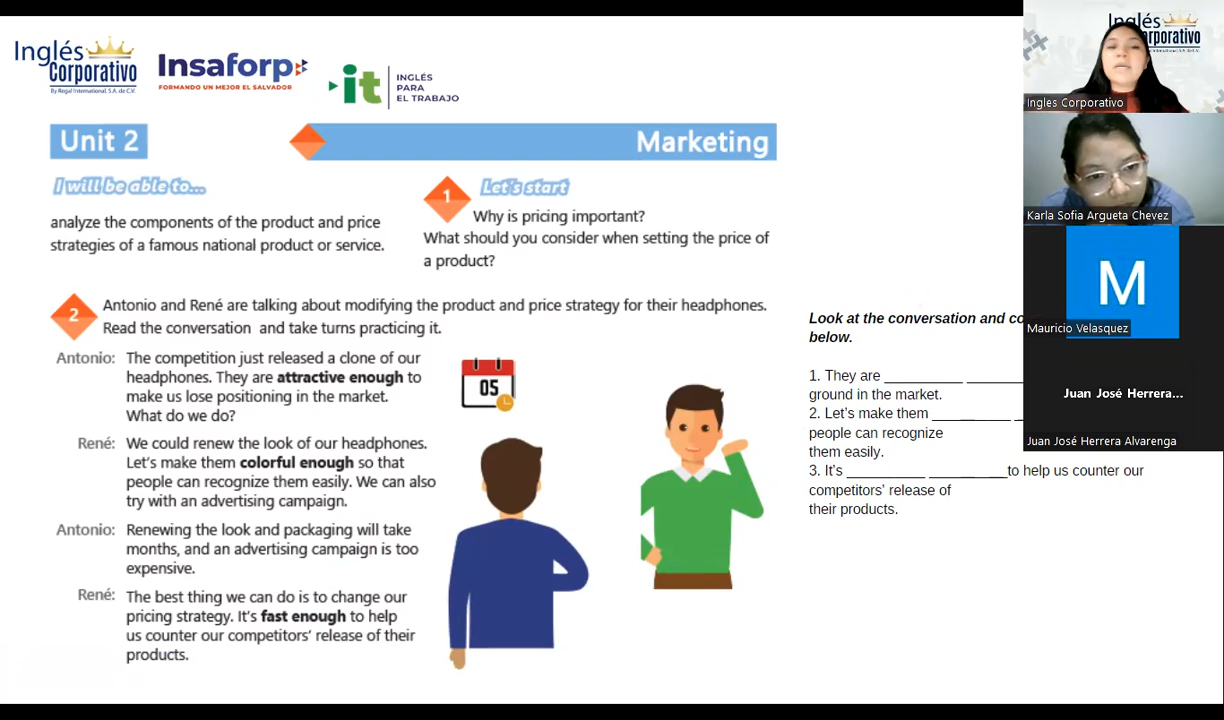 Inglés
Corporativo
By Regal International, S.A. de C.V.
Insaforp
FORMANDO UN MEJOR EL SALVADOR
it
INGLÉS
PARA
EL TRABAJO
Unit 2
Marketing
I will be able to...
analyze the components of the product and price
strategies of a famous national product or service.
1
Let's start
Why is pricing important?
What should you consider when setting the price of
a product?
2
Antonio and René are talking about modifying the product and price strategy for their headphones.
Read the conversation and take turns practicing it.
Antonio: The competition just released a clone of our
headphones. They are attractive enough to
make us lose positioning in the market.
What do we do?
René: We could renew the look of our headphones.
Let's make them colorful enough so that
people can recognize them easily. We can also
try with an advertising campaign.
Antonio: Renewing the look and packaging will take
months, and an advertising campaign is too
expensive.
René: The best thing we can do is to change our
pricing strategy. It's fast enough to help
us counter our competitors' release of their
products.
05
Look at the conversation and
below.
1. They are __________ ________
ground in the market.
2. Let's make them __________ _
people can recognize
them easily.
3. It's __________ __________to help us counter our
competitors' release of
their products.
Inglés
Corporativo
Ingles Corporativo
Karla Sofia Argueta Chevez
M
Mauricio Velasquez
Juan José Herrera...
Juan José Herrera Alvarenga